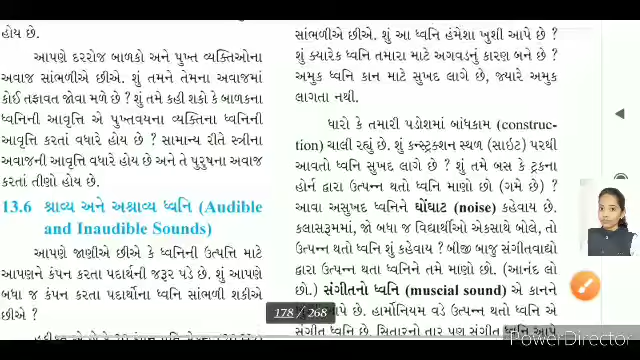 હોય છે.
આપણે દરરોજ બાળકો અને પુખ્ત વ્યક્તિઓના
અવાજ સાંભળીએ છીએ. શું તમને તેમના અવાજમાં
કોઈ તફાવત જોવા મળે છે ? શું તમે કહી શકો કે બાળકના
ધ્વનિની આવૃત્તિ એ પુખ્તવયના વ્યક્તિના ધ્વનિની
આવૃત્તિ કરતાં વધારે હોય છે ? સામાન્ય રીતે સ્ત્રીના
અવાજની આવૃત્તિ વધારે હોય છે અને તે પુરુષના અવાજ
કરતાં તીણો હોય છે.
13.6 શ્રાવ્ય અને અશ્રાવ્ય ધ્વનિ (Audible
and Inaudible Sounds)
આપણે જાણીએ છીએ કે ધ્વનીની ઉત્પત્તિ માટે
આપણને કંપન કરતા પદાર્થની જરૂર પડે છે. શું આપણે
બધા જ કંપન કરતા પદાર્થોના ધ્વનિ સાંભળી શકીએ
છીએ ?
સાંભળીએ છીએ. શું આ ધ્વનિ હંમેશા ખુશી આપે છે ?
શું ક્યારેક ધ્વનિ તમારા માટે અગવડનું કારણ બને છે ?
અમુક ધ્વનિ કાન માટે સુખદ લાગે છે, જ્યારે અમુક
લાગતા નથી.
ધારો કે તમારી પડોશમાં બાંધકામ (construc-
tion) ચાલી રહ્યું છે. શું કન્સ્ટ્રક્શન સ્થળ (સાઇટ) પરથી
આવતો ધ્વનિ સુખદ લાગે છે ? શું તમે બસ કે ટ્રકના
હોર્ન દ્વારા ઉત્પન્ન થતો ધ્વનિ માણો છો (ગમે છે) ?
આવા અસુખદ ધ્વનિને ઘોંઘાટ (noise) કહેવાય છે.
કલાસરૂમમાં, જો બધા જ વિદ્યાર્થીઓ એકસાથે બોલે, તો
ઉત્પન્ન થતો ધ્વનિ શું કહેવાય ? બીજી બાજુ સંગીતવાદ્યો
દ્વારા ઉત્પન્ન થતા ધ્વનિને તમે માણો છો. (આનંદ લો
છો.) સંગીતનો ધ્વનિ (muscial sound) એ કાનને
આપે છે. હાર્મોનિયમ વડે ઉત્પન્ન થતો ધ્વનિ એ
સંગીત ધ્વનિ છે. સિતારનો તાર પણ સંગીત ધ્વનિ આપે
178 / 268
PowerDirector